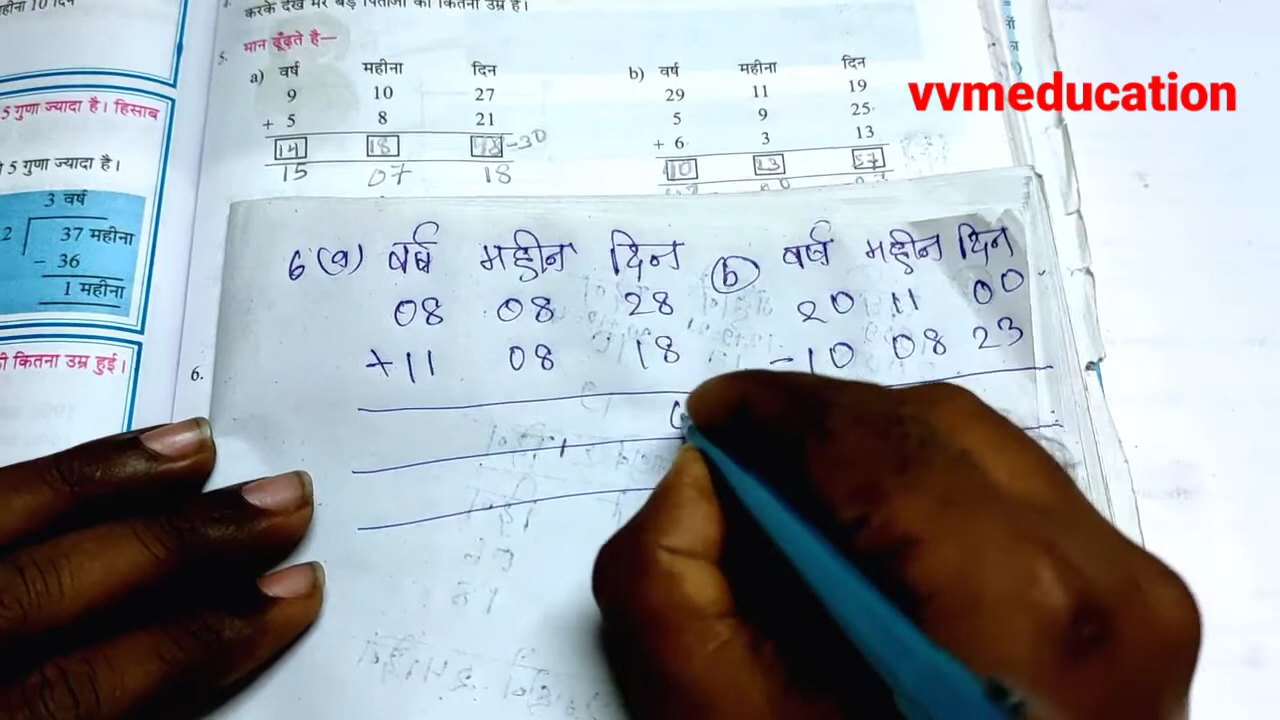 महीना 10 दिन
करके देखें मेरे बड़े पिताजी की कितनी उम्र है।
5. मान ढूँढ़ते है—
a) वर्ष महीना दिन
9 10 27
+ 5 8 21
14 18 48 -30
15 07 18
b) वर्ष महीना दिन
29 11 19
5 9 25
+ 6 3 13
40 23 57
vvmeducation
5 गुणा ज्यादा है। हिसाब
5 गुणा ज्यादा है।
3 वर्ष
2 37 महीना
- 36
1 महीना
कितना उम्र हुई।
6.
6 (a) वर्ष महीन दिन
08 08 28
+11 08 18
(b) वर्ष महीन दिन
20 11 00
-10 08 23